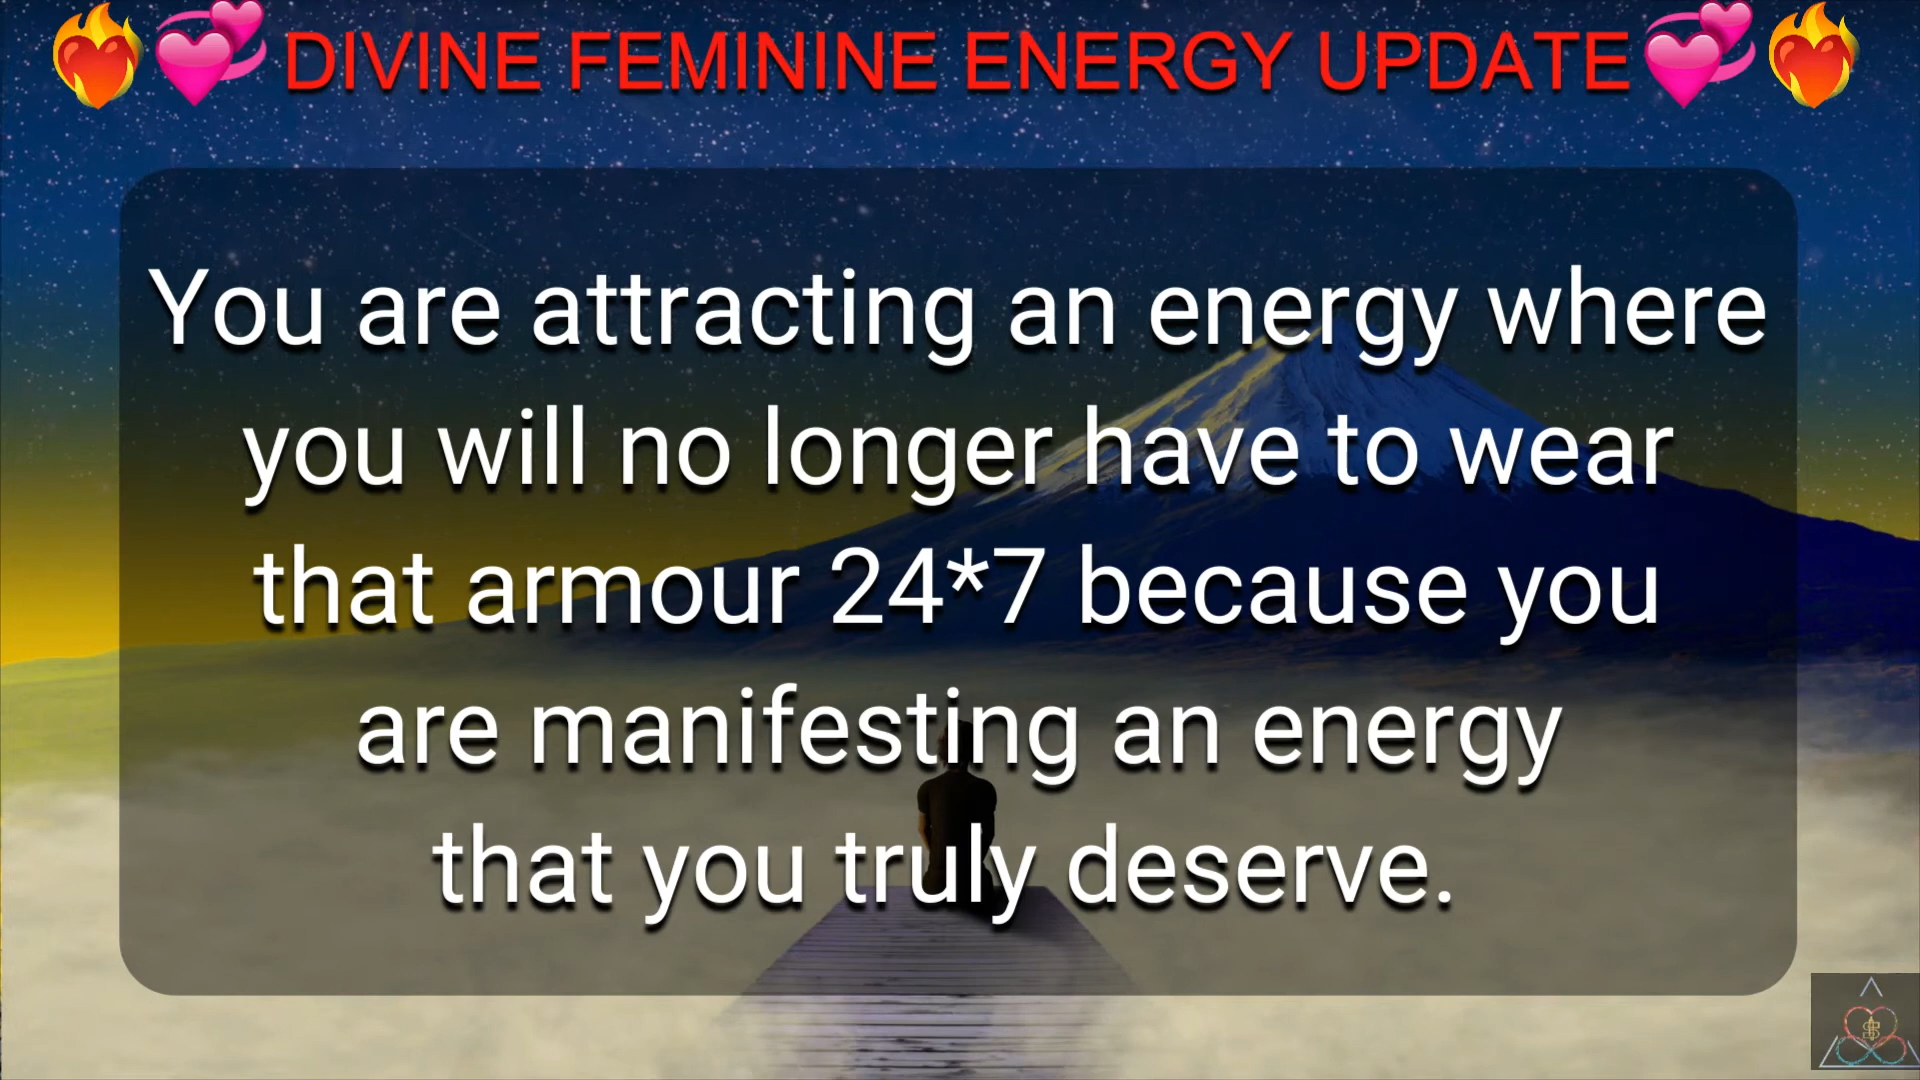 ❤️‍🔥💞 DIVINE FEMININE ENERGY UPDATE 💞❤️‍🔥
You are attracting an energy where
you will no longer have to wear
that armour 24*7 because you
are manifesting an energy
that you truly deserve.